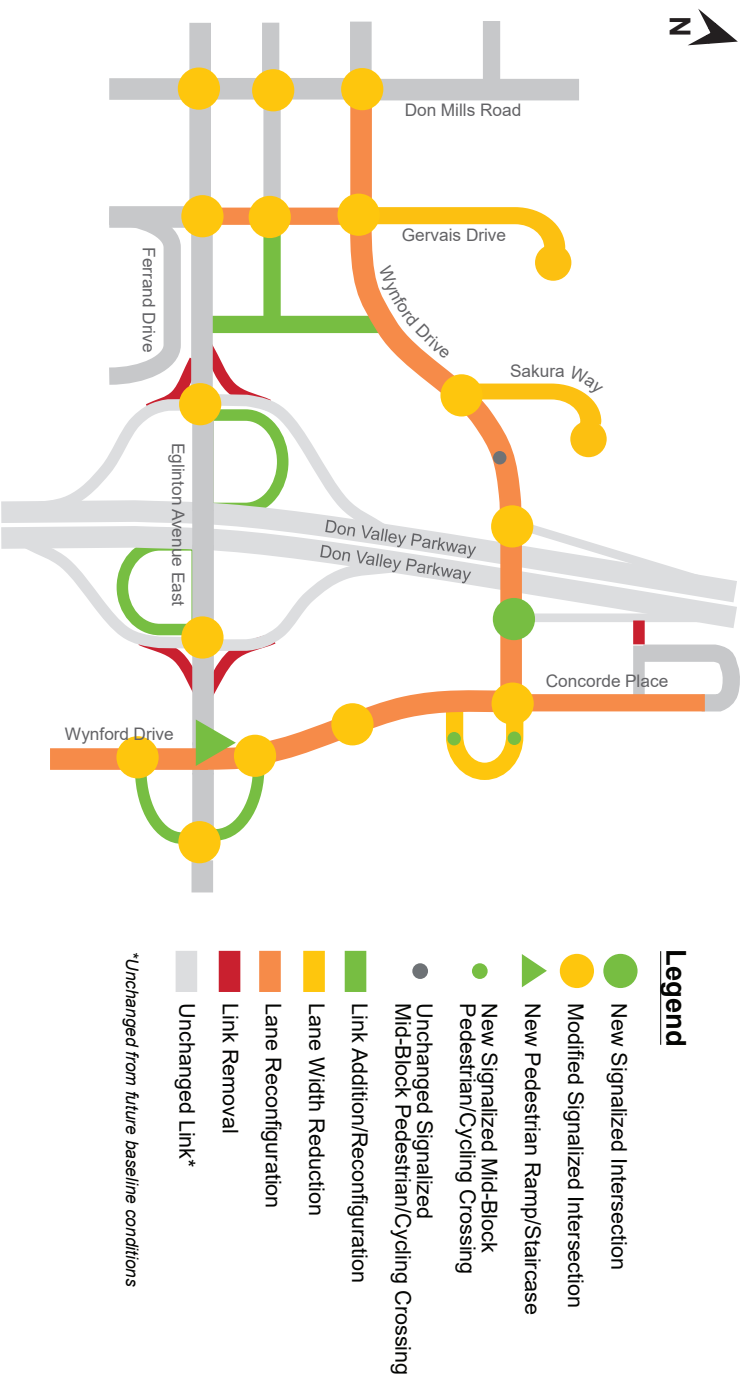 N
Don Mills Road
Gervais Drive
Ferrand Drive
Wynford Drive
Sakura Way
Eglinton Avenue East
Don Valley Parkway
Don Valley Parkway
Concorde Place
Wynford Drive
Legend
New Signalized Intersection
Modified Signalized Intersection
New Pedestrian Ramp/Staircase
New Signalized Mid-Block
Pedestrian/Cycling Crossing
Unchanged Signalized
Mid-Block Pedestrian/Cycling Crossing
Link Addition/Reconfiguration
Lane Width Reduction
Lane Reconfiguration
Link Removal
Unchanged Link*
*Unchanged from future baseline conditions